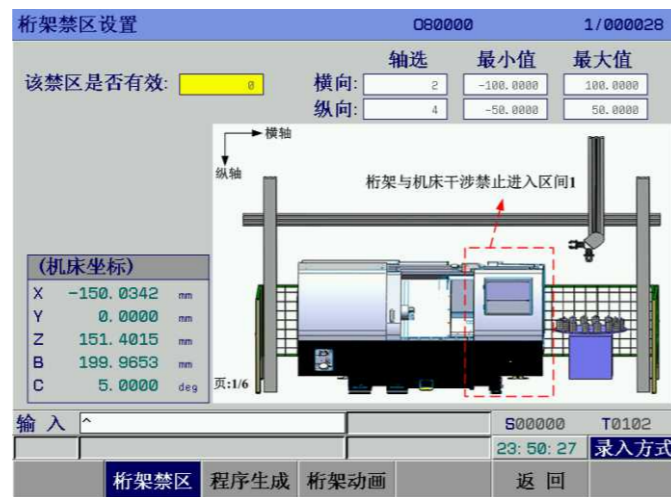 桁架禁区设置 O80000 1/000028
轴选 最小值 最大值
该禁区是否有效: 0 横向: 2 -100.0000 100.0000
纵向: 4 -50.0000 50.0000
横轴
纵轴
桁架与机床干涉禁止进入区间1
(机床坐标)
X -150.0342 mm
Y 0.0000 mm
Z 151.4015 mm
B 199.9653 mm
C 5.0000 deg
页:1/6
输入 ^ S00000 T0102
23:50:27 录入方式
桁架禁区 程序生成 桁架动画 返回